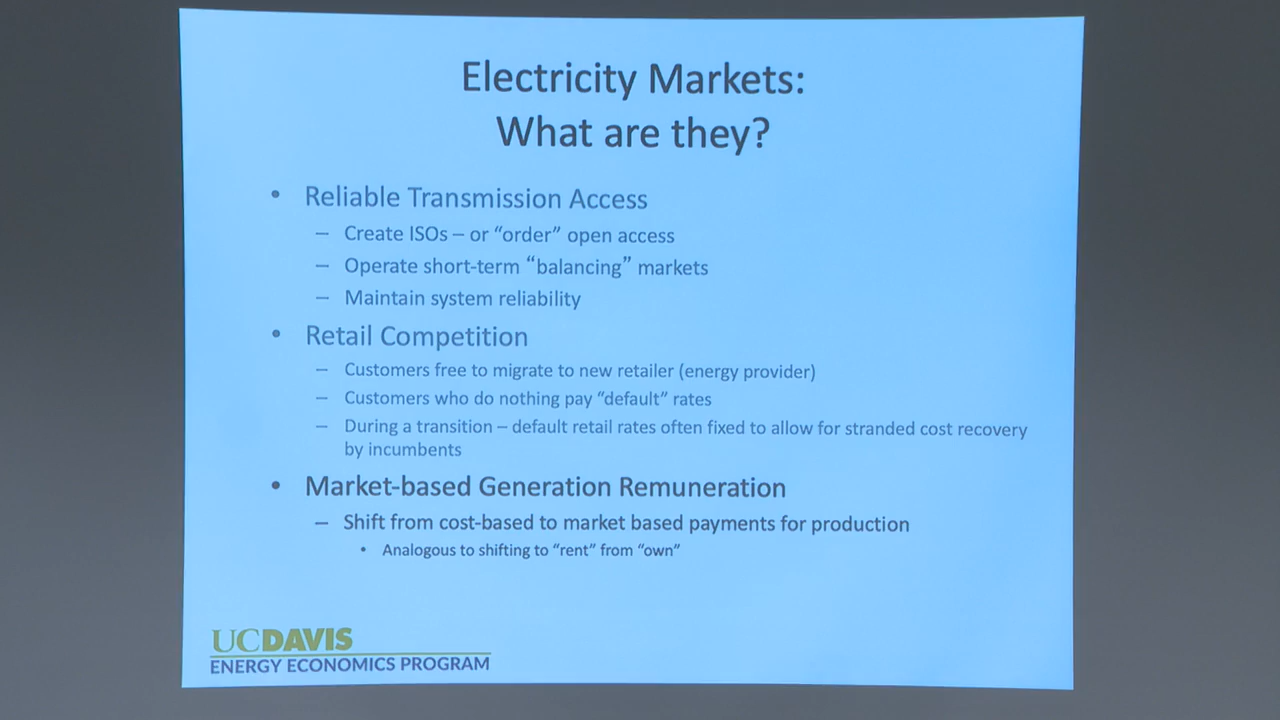 Electricity Markets:
What are they?
• Reliable Transmission Access
– Create ISOs – or “order” open access
– Operate short-term “balancing” markets
– Maintain system reliability
• Retail Competition
– Customers free to migrate to new retailer (energy provider)
– Customers who do nothing pay “default” rates
– During a transition – default retail rates often fixed to allow for stranded cost recovery
by incumbents
• Market-based Generation Remuneration
– Shift from cost-based to market based payments for production
• Analogous to shifting to “rent” from “own”
UCDAVIS
ENERGY ECONOMICS PROGRAM